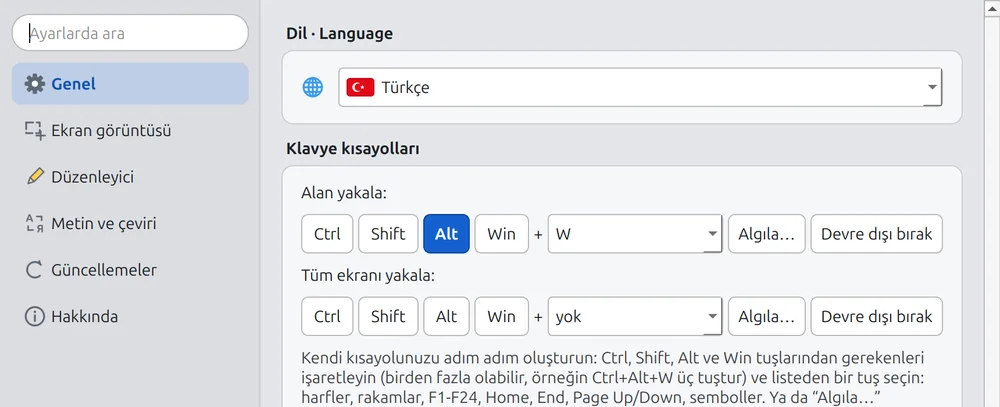 Ayarlarda ara
Genel
Ekran görüntüsü
Düzenleyici
Metin ve çeviri
Güncellemeler
Hakkında
Dil · Language
Türkçe
Klavye kısayolları
Alan yakala:
Ctrl Shift Alt Win + W Algıla… Devre dışı bırak
Tüm ekranı yakala:
Ctrl Shift Alt Win + yok Algıla… Devre dışı bırak
Kendi kısayolunuzu adım adım oluşturun: Ctrl, Shift, Alt ve Win tuşlarından gerekenleri
işaretleyin (birden fazla olabilir, örneğin Ctrl+Alt+W üç tuştur) ve listeden bir tuş seçin:
harfler, rakamlar, F1-F24, Home, End, Page Up/Down, semboller. Ya da “Algıla…”